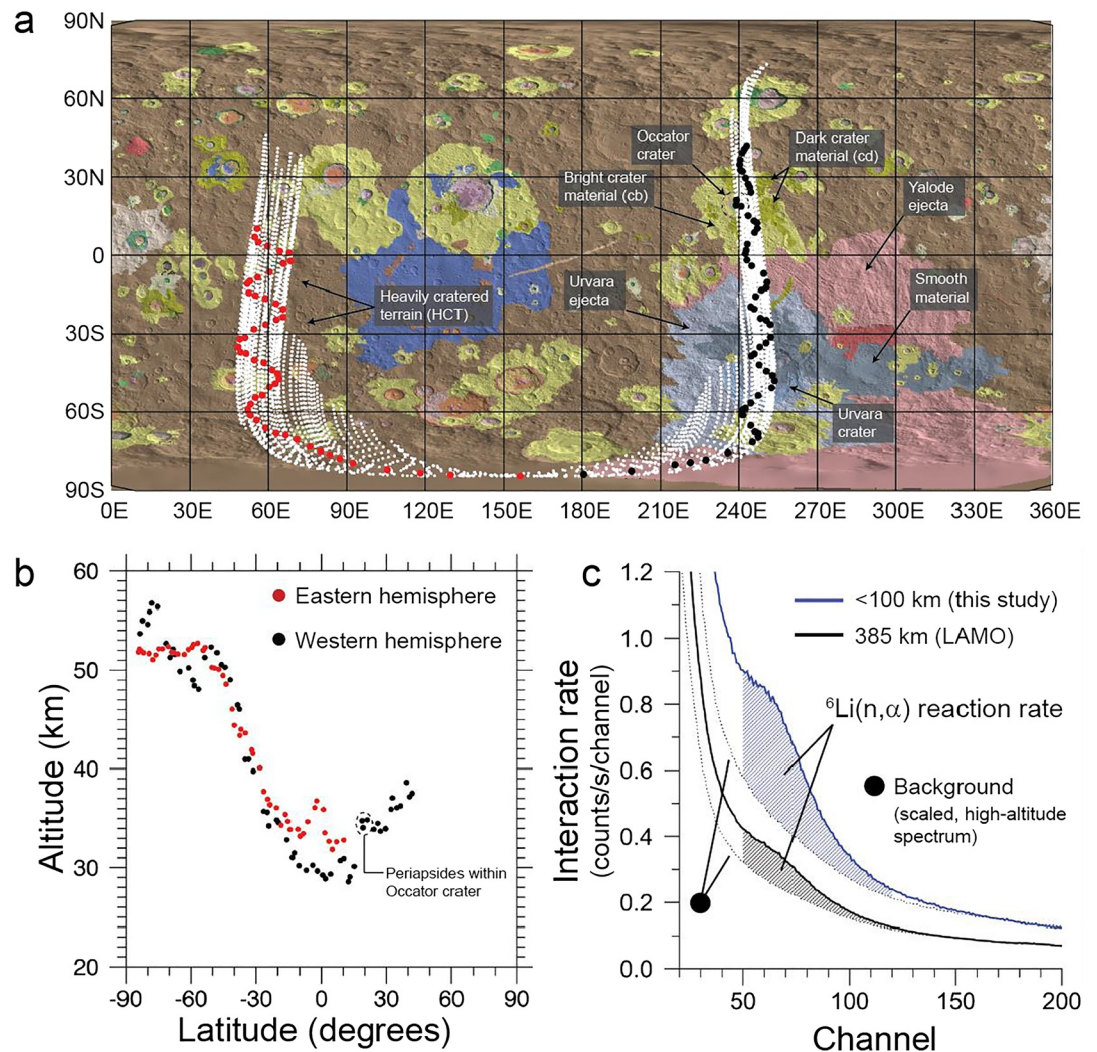 a
90N
60N
30N
0
30S
60S
90S
0E 30E 60E 90E 120E 150E 180E 210E 240E 270E 300E 330E 360E
Occator
crater
Dark crater
material (cd)
Bright crater
material (cb)
Yalode
ejecta
Heavily cratered
terrain (HCT)
Urvara
ejecta
Smooth
material
Urvara
crater
b
60
50
40
30
20
Altitude (km)
Eastern hemisphere
Western hemisphere
Periapsides within
Occator crater
-90 -60 -30 0 30 60 90
Latitude (degrees)
c
1.2
1.0
0.8
0.6
0.4
0.2
0.0
Interaction rate
(counts/s/channel)
<100 km (this study)
385 km (LAMO)
⁶Li(n,α) reaction rate
Background
(scaled, high-altitude
spectrum)
50 100 150 200
Channel